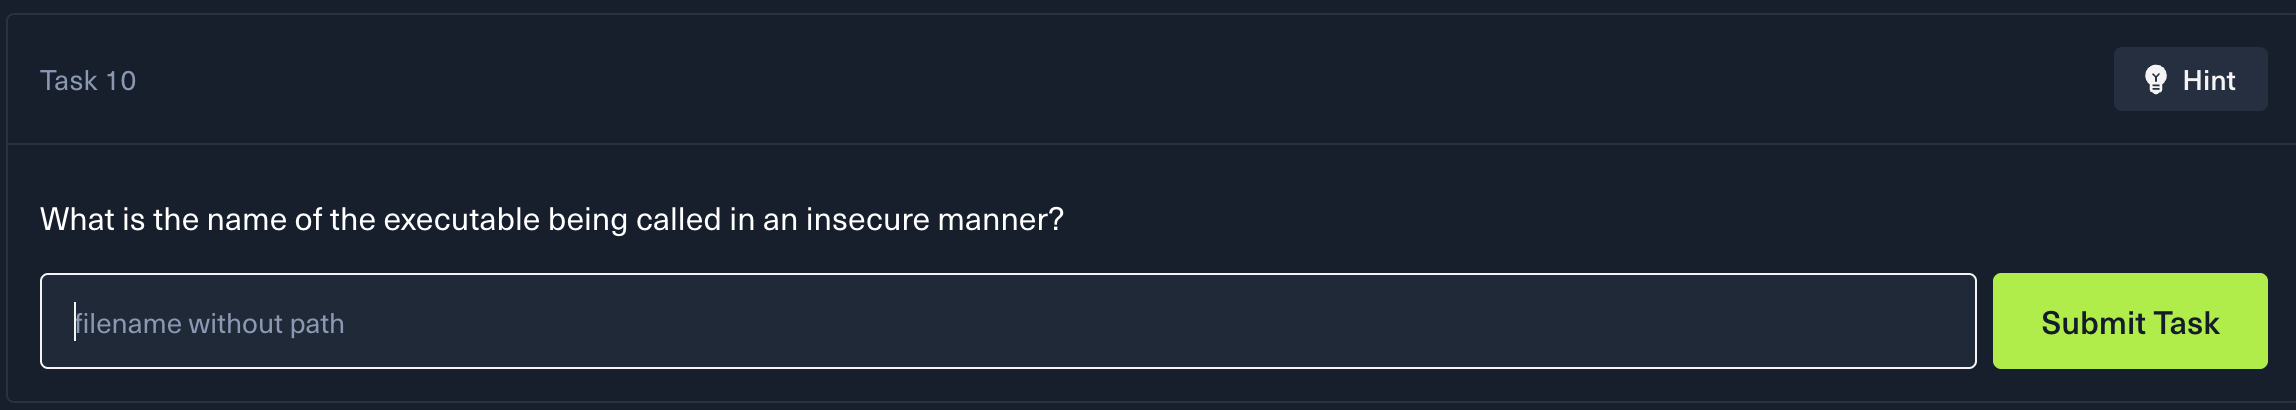 Task 10
Hint
What is the name of the executable being called in an insecure manner?
filename without path
Submit Task